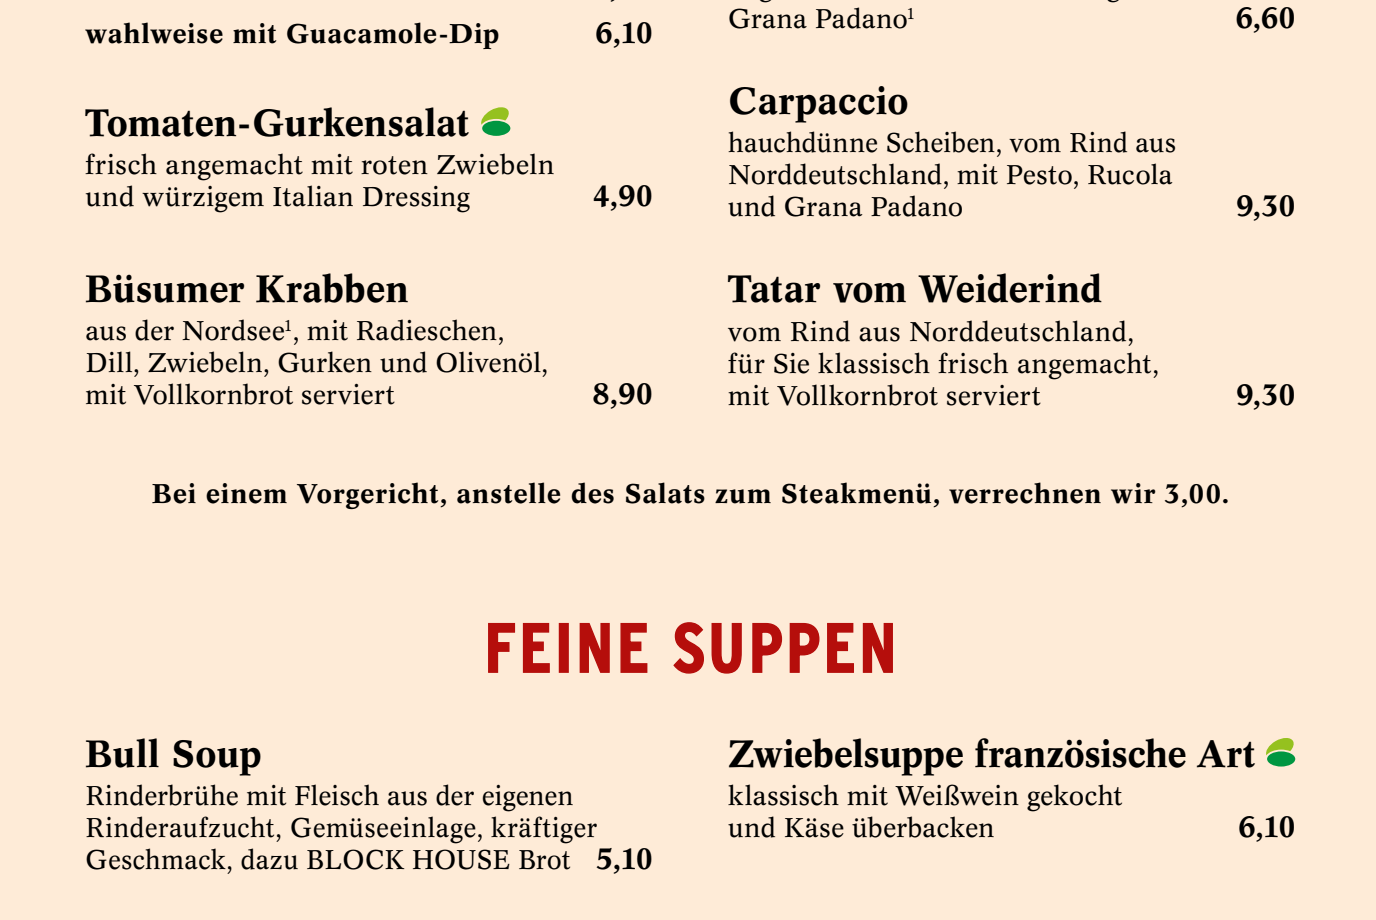 wahlweise mit Guacamole-Dip 6,10
Tomaten-Gurkensalat
frisch angemacht mit roten Zwiebeln
und würzigem Italian Dressing 4,90
Büsumer Krabben
aus der Nordsee¹, mit Radieschen,
Dill, Zwiebeln, Gurken und Olivenöl,
mit Vollkornbrot serviert 8,90
Grana Padano¹ 6,60
Carpaccio
hauchdünne Scheiben, vom Rind aus
Norddeutschland, mit Pesto, Rucola
und Grana Padano 9,30
Tatar vom Weiderind
vom Rind aus Norddeutschland,
für Sie klassisch frisch angemacht,
mit Vollkornbrot serviert 9,30
Bei einem Vorgericht, anstelle des Salats zum Steakmenü, verrechnen wir 3,00.
FEINE SUPPEN
Bull Soup
Rinderbrühe mit Fleisch aus der eigenen
Rinderaufzucht, Gemüseeinlage, kräftiger
Geschmack, dazu BLOCK HOUSE Brot 5,10
Zwiebelsuppe französische Art
klassisch mit Weißwein gekocht
und Käse überbacken 6,10